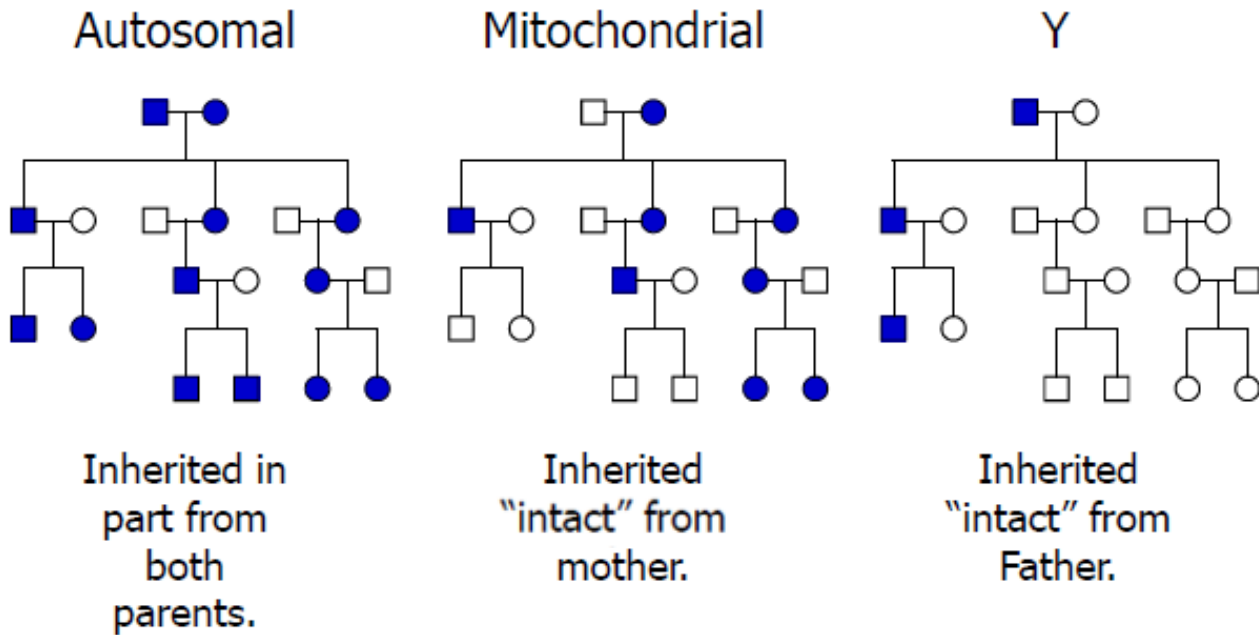 Autosomal
Mitochondrial
Y
Inherited in
part from
both
parents.
Inherited
“intact” from
mother.
Inherited
“intact” from
Father.